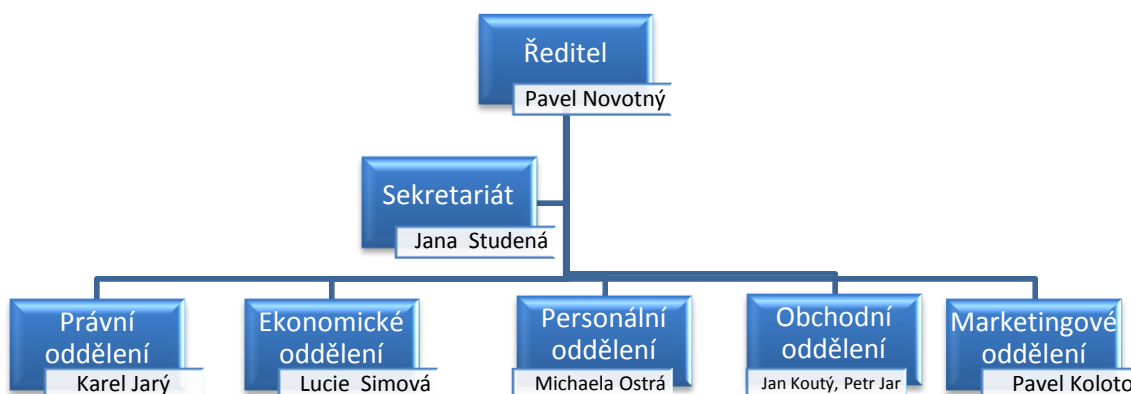 Ředitel
Pavel Novotný
Sekretariát
Jana Studená
Právní
oddělení
Karel Jarý
Ekonomické
oddělení
Lucie Simová
Personální
oddělení
Michaela Ostrá
Obchodní
oddělení
Jan Koutý, Petr Jar
Marketingové
oddělení
Pavel